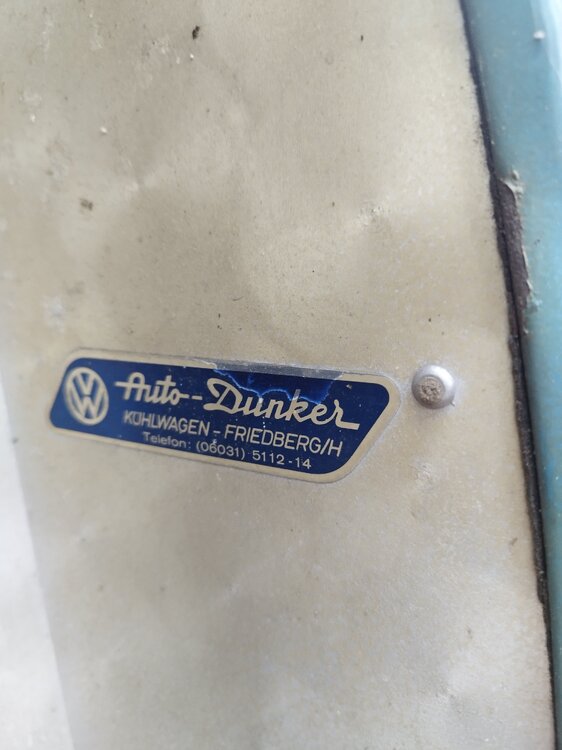 Auto-Dunker
KÜHLWAGEN - FRIEDBERG/H
Telefon: (06031) 5112-14